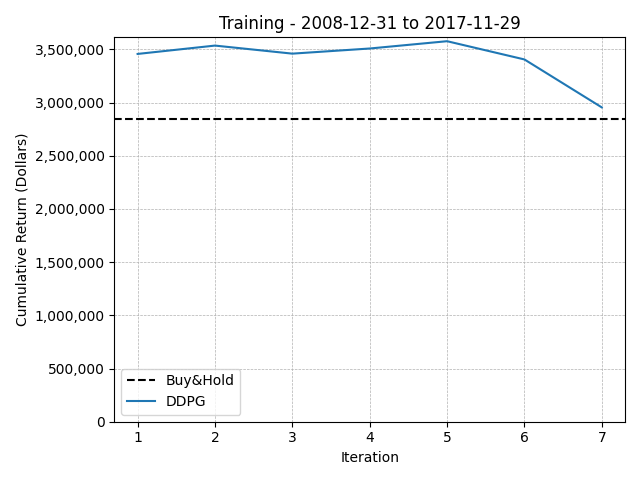 Training - 2008-12-31 to 2017-11-29
Cumulative Return (Dollars)
3,500,000
3,000,000
2,500,000
2,000,000
1,500,000
1,000,000
500,000
0
Buy&Hold
DDPG
1 2 3 4 5 6 7
Iteration